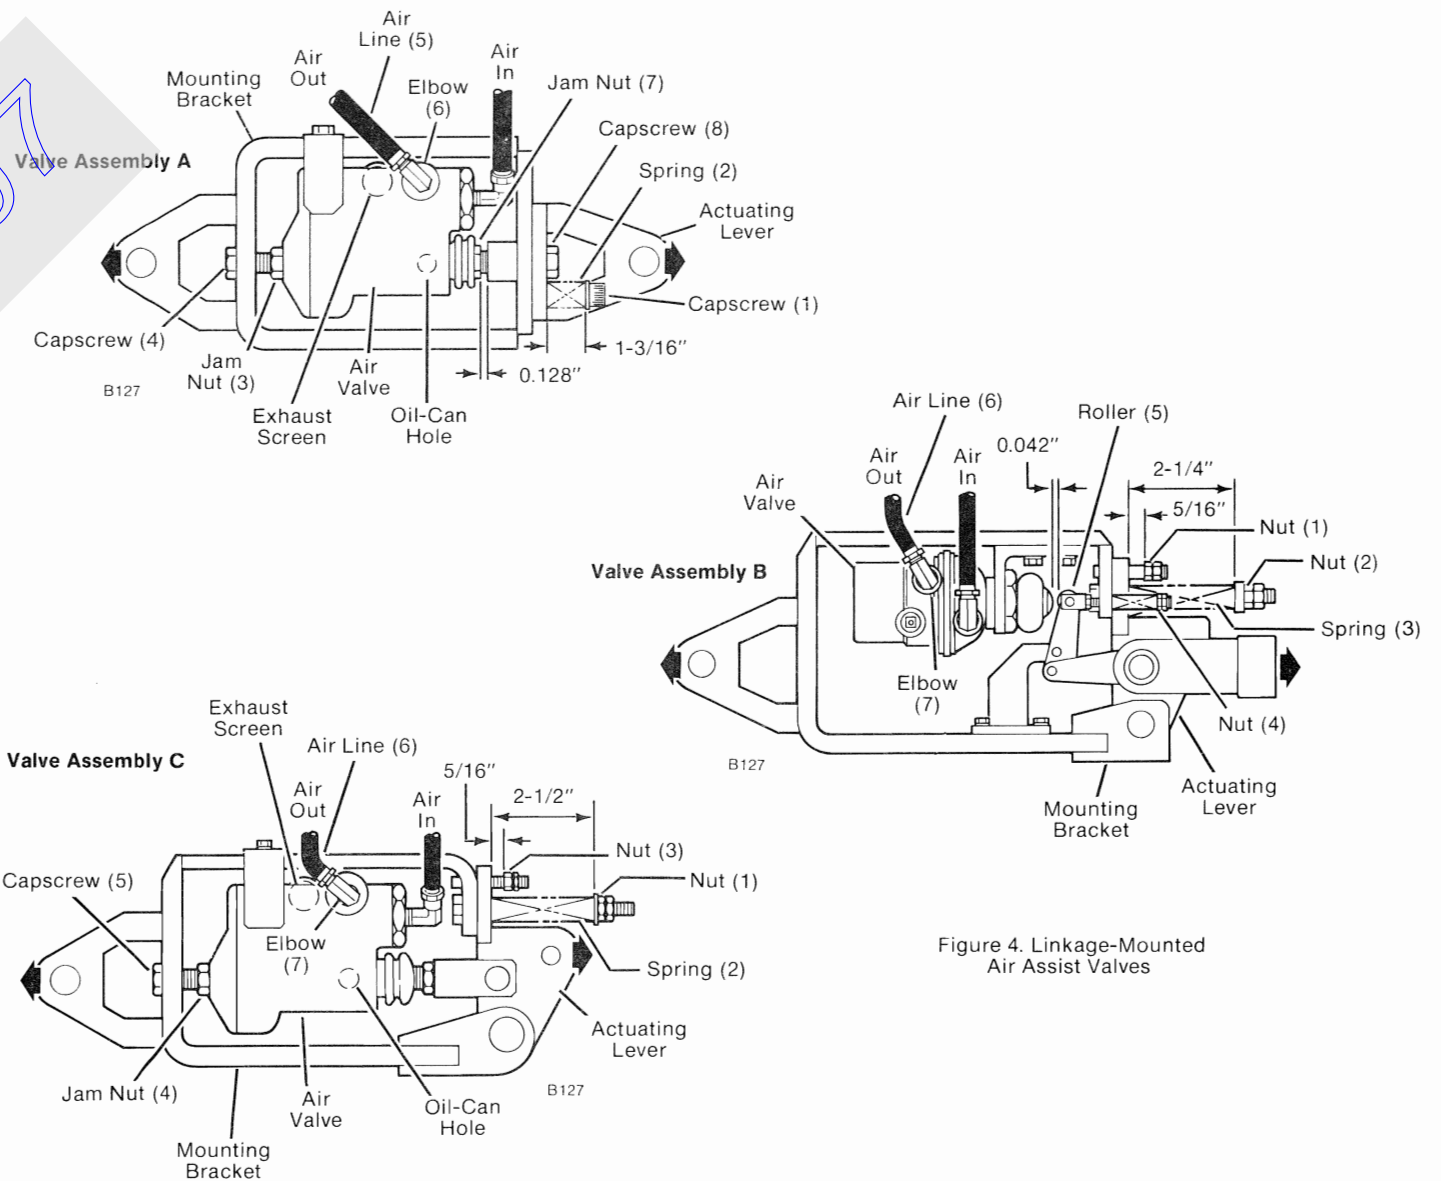 Air
Line (5)
Air
Out
Air
In
Mounting
Bracket
Elbow
(6)
Jam Nut (7)
Capscrew (8)
Valve Assembly A
Spring (2)
Actuating
Lever
Capscrew (1)
Capscrew (4)
1-3/16"
Jam
Nut (3)
Air
Valve
0.128"
B127
Exhaust
Screen
Oil-Can
Hole
Air Line (6)
Roller (5)
0.042"
Air
Out
Air
In
2-1/4"
Air
Valve
5/16"
Nut (1)
Valve Assembly B
Nut (2)
Spring (3)
Elbow
(7)
Nut (4)
B127
Actuating
Lever
Mounting
Bracket
Exhaust
Screen
Air Line (6)
Valve Assembly C
5/16"
Air
Out
Air
In
2-1/2"
Nut (3)
Capscrew (5)
Nut (1)
Elbow
(7)
Spring (2)
Figure 4. Linkage-Mounted
Air Assist Valves
Actuating
Lever
Jam Nut (4)
Air
Valve
Oil-Can
Hole
B127
Mounting
Bracket